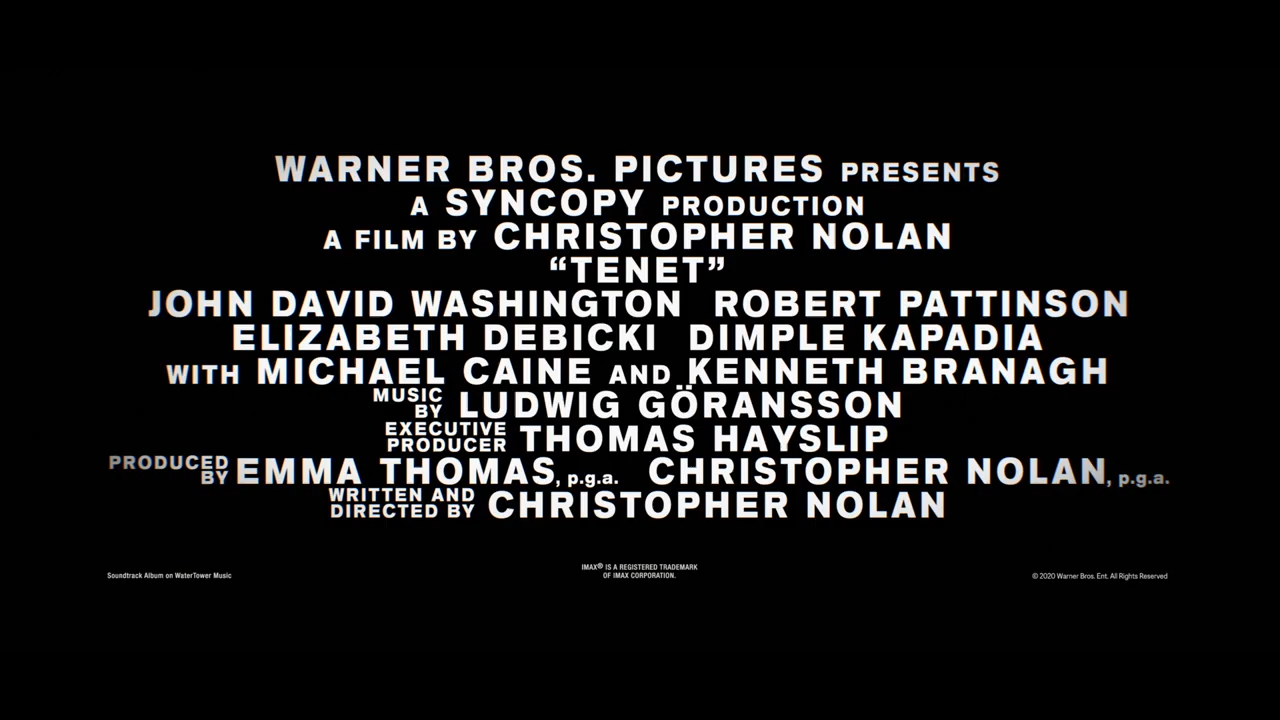 WARNER BROS. PICTURES PRESENTS
A SYNCOPY PRODUCTION
A FILM BY CHRISTOPHER NOLAN
“TENET”
JOHN DAVID WASHINGTON ROBERT PATTINSON
ELIZABETH DEBICKI DIMPLE KAPADIA
WITH MICHAEL CAINE AND KENNETH BRANAGH
MUSIC BY LUDWIG GÖRANSSON
EXECUTIVE PRODUCER THOMAS HAYSLIP
PRODUCED BY EMMA THOMAS, p.g.a. CHRISTOPHER NOLAN, p.g.a.
WRITTEN AND DIRECTED BY CHRISTOPHER NOLAN
Soundtrack Album on WaterTower Music
IMAX® IS A REGISTERED TRADEMARK
OF IMAX CORPORATION.
© 2020 Warner Bros. Ent. All Rights Reserved